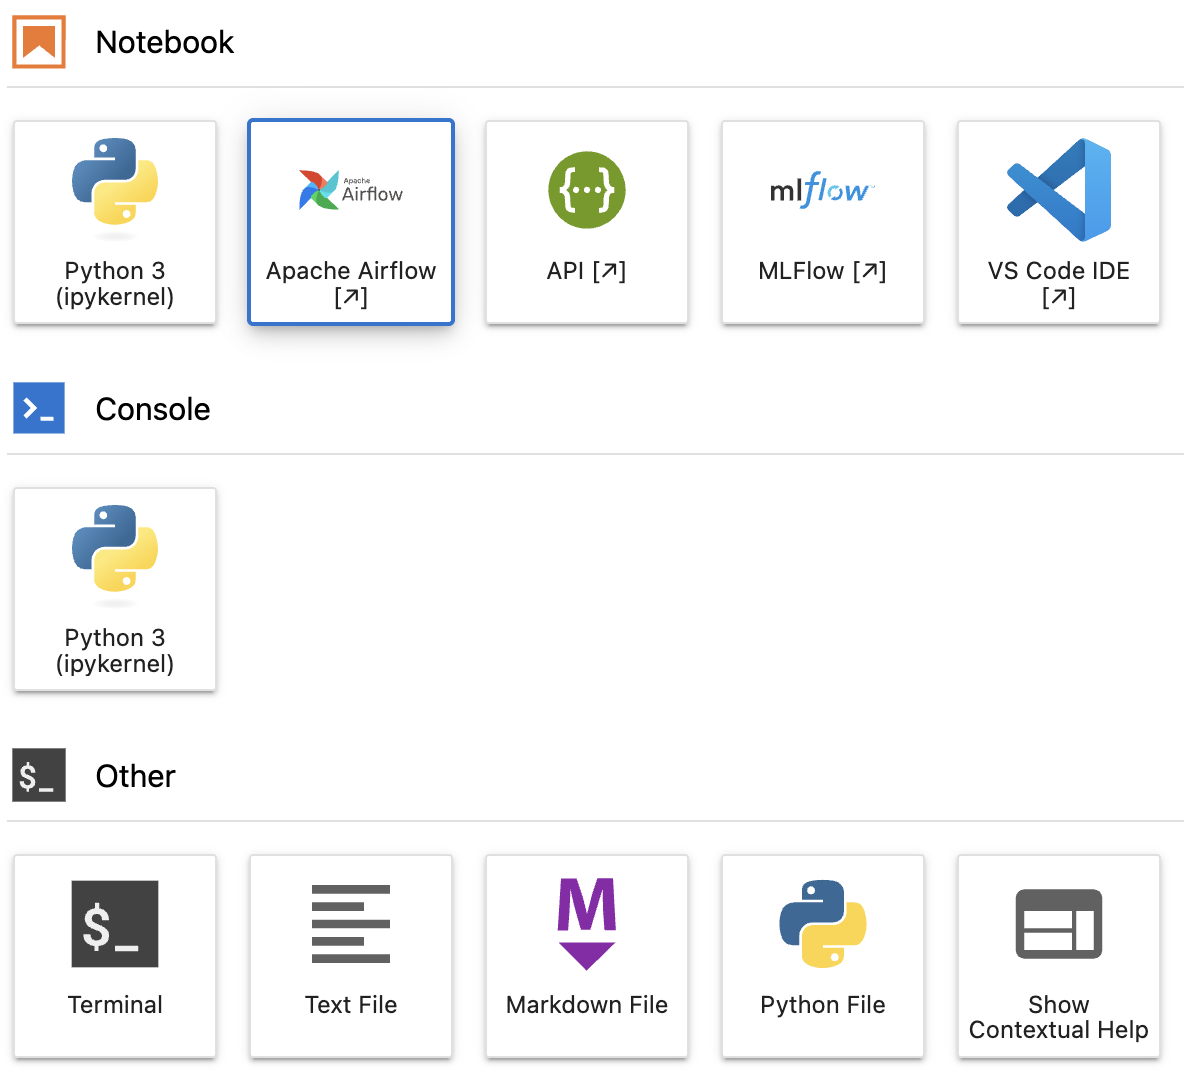 Notebook
Python 3
(ipykernel)
Apache
Airflow
Apache Airflow
[↗]
{···}
API [↗]
mlflow™
MLFlow [↗]
VS Code IDE
[↗]
>_
Console
Python 3
(ipykernel)
$_
Other
$_
Terminal
Text File
M
Markdown File
Python File
Show
Contextual Help